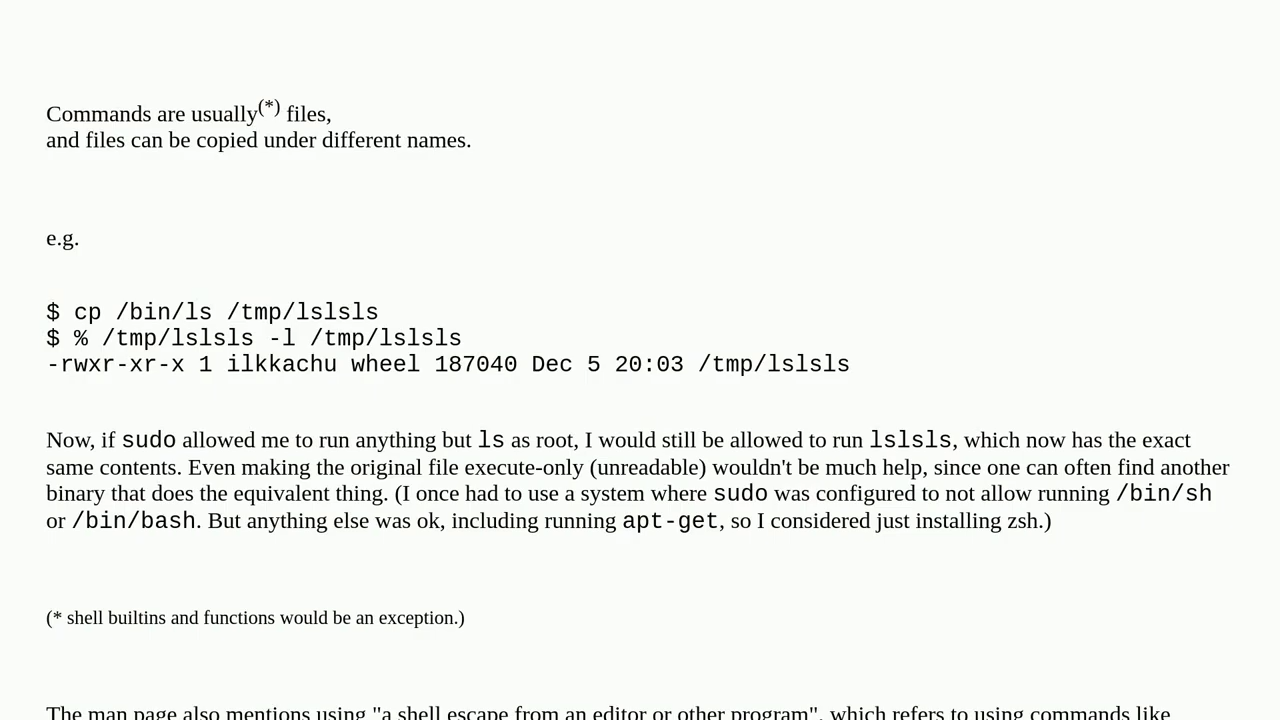 Commands are usually(*) files,
and files can be copied under different names.
e.g.
$ cp /bin/ls /tmp/lslsls
$ % /tmp/lslsls -l /tmp/lslsls
-rwxr-xr-x 1 ilkkachu wheel 187040 Dec 5 20:03 /tmp/lslsls
Now, if sudo allowed me to run anything but ls as root, I would still be allowed to run lslsls, which now has the exact
same contents. Even making the original file execute-only (unreadable) wouldn't be much help, since one can often find another
binary that does the equivalent thing. (I once had to use a system where sudo was configured to not allow running /bin/sh
or /bin/bash. But anything else was ok, including running apt-get, so I considered just installing zsh.)
(* shell builtins and functions would be an exception.)
The man page also mentions using "a shell escape from an editor or other program", which refers to using commands like